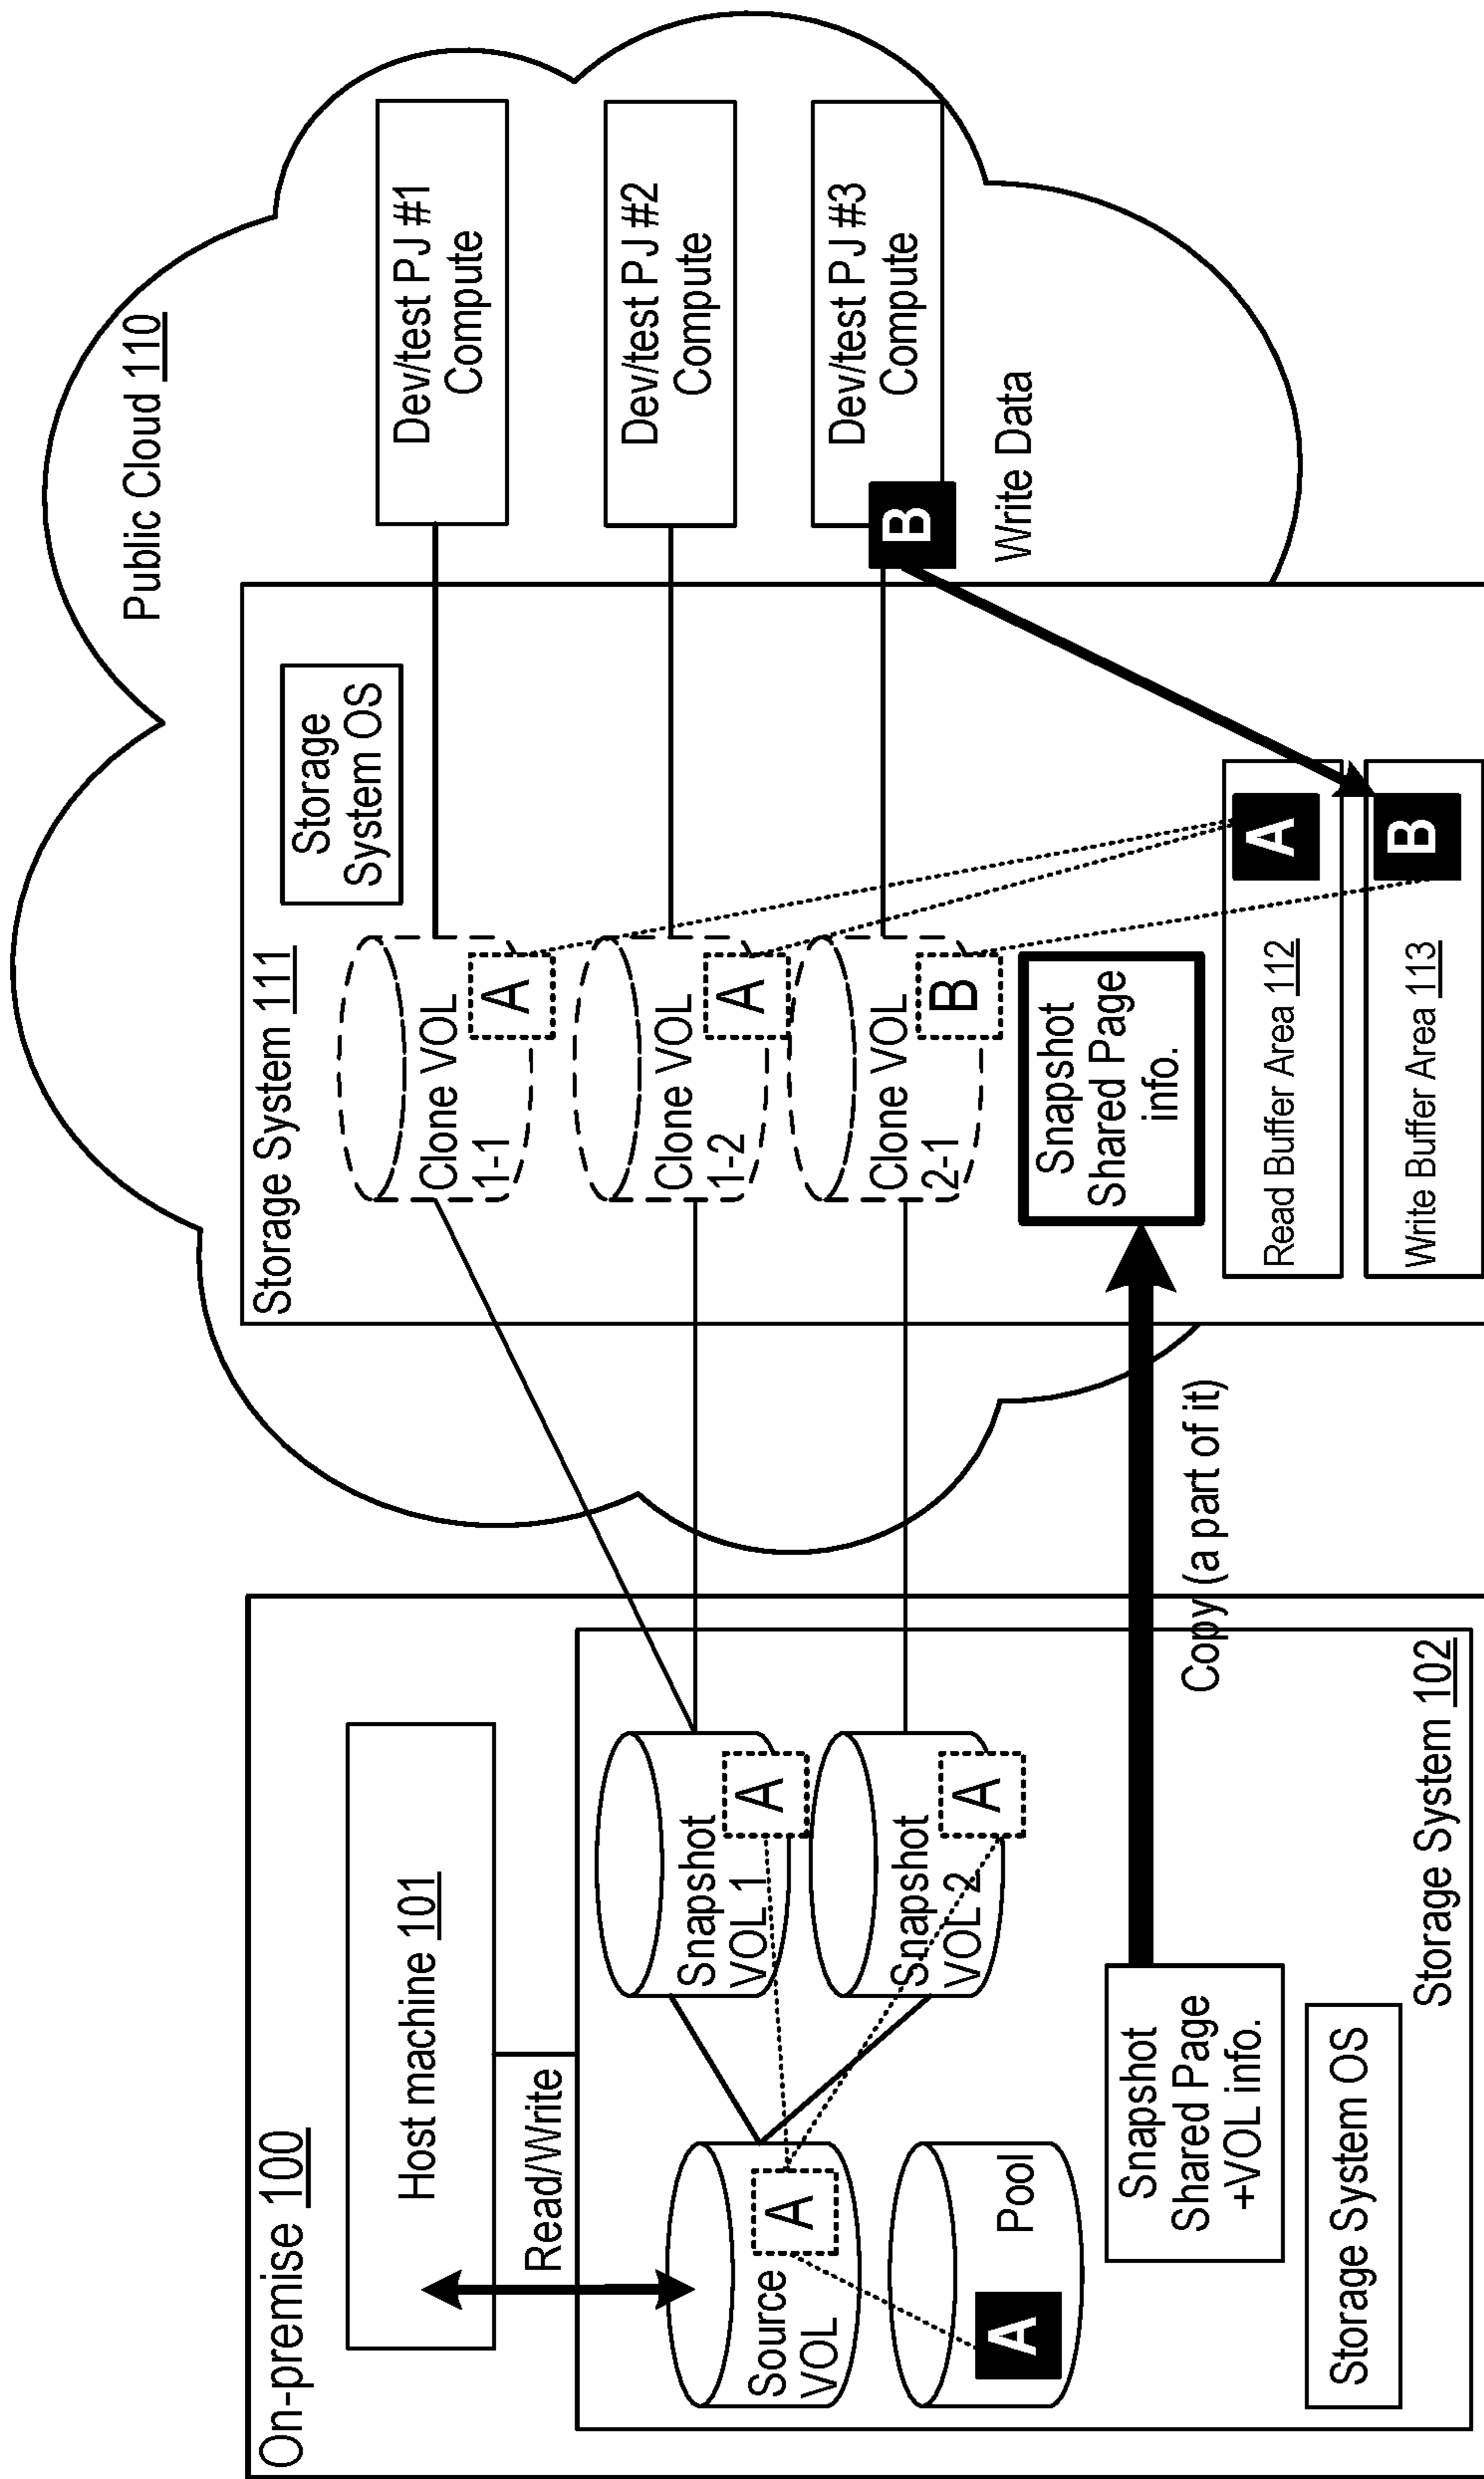 On-premise 100
Host machine 101
Read/Write
Source
VOL
A
Pool
A
Snapshot
VOL 1
A
Snapshot
VOL 2
A
Snapshot
Shared Page
+VOL info.
Storage System OS
Storage System 102
Copy (a part of it)
Public Cloud 110
Storage System 111
Storage
System OS
Clone VOL
1-1
A
Clone VOL
1-2
A
Clone VOL
2-1
B
Snapshot
Shared Page
info.
Read Buffer Area 112
A
Write Buffer Area 113
B
Dev/test PJ #1
Compute
Dev/test PJ #2
Compute
Dev/test PJ #3
Compute
B
Write Data